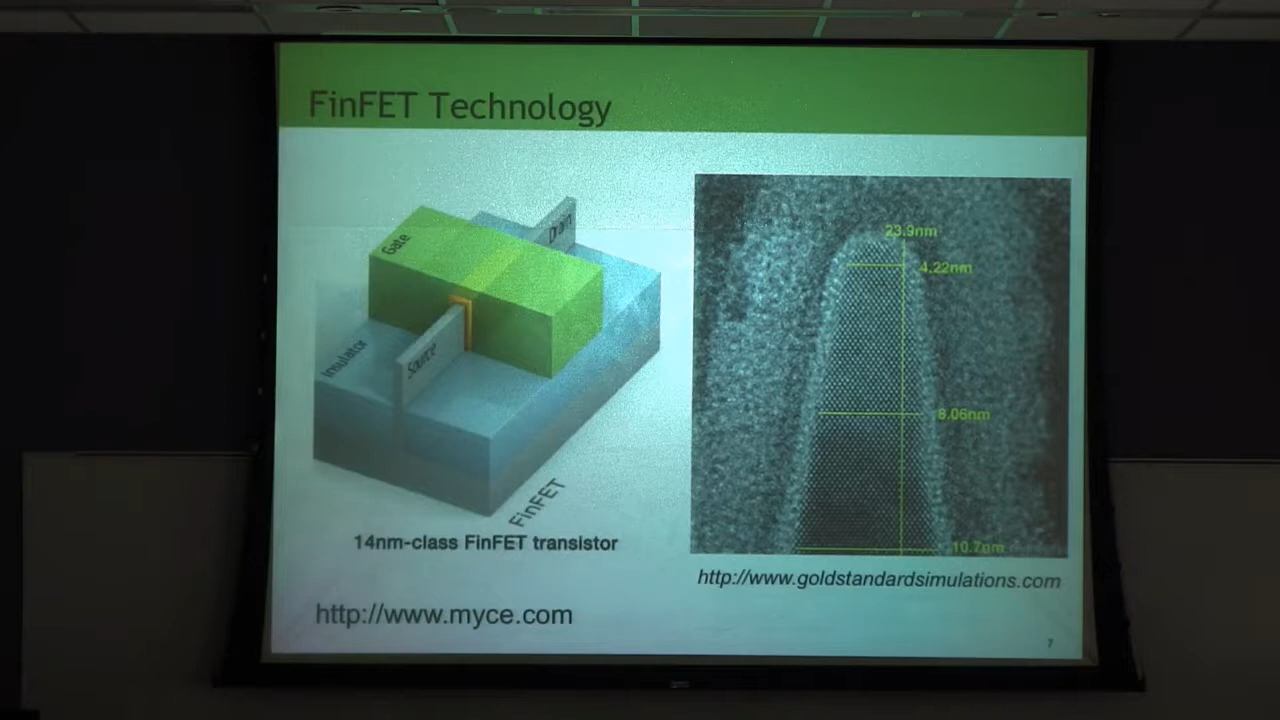 FinFET Technology
Gate
Drain
Insulator
Source
FinFET
14nm-class FinFET transistor
http://www.myce.com
23.9nm
4.22nm
8.06nm
10.7nm
http://www.goldstandardsimulations.com
7